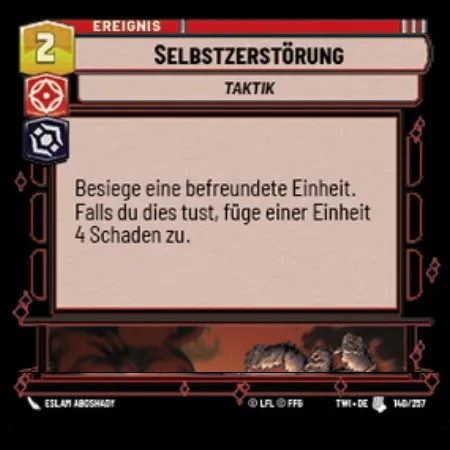 EREIGNIS
2
SELBSTZERSTÖRUNG
TAKTIK
Besiege eine befreundete Einheit.
Falls du dies tust, füge einer Einheit
4 Schaden zu.
ESLAM ABOSHADY
© LFL © FFG
TWI • DE
140/257